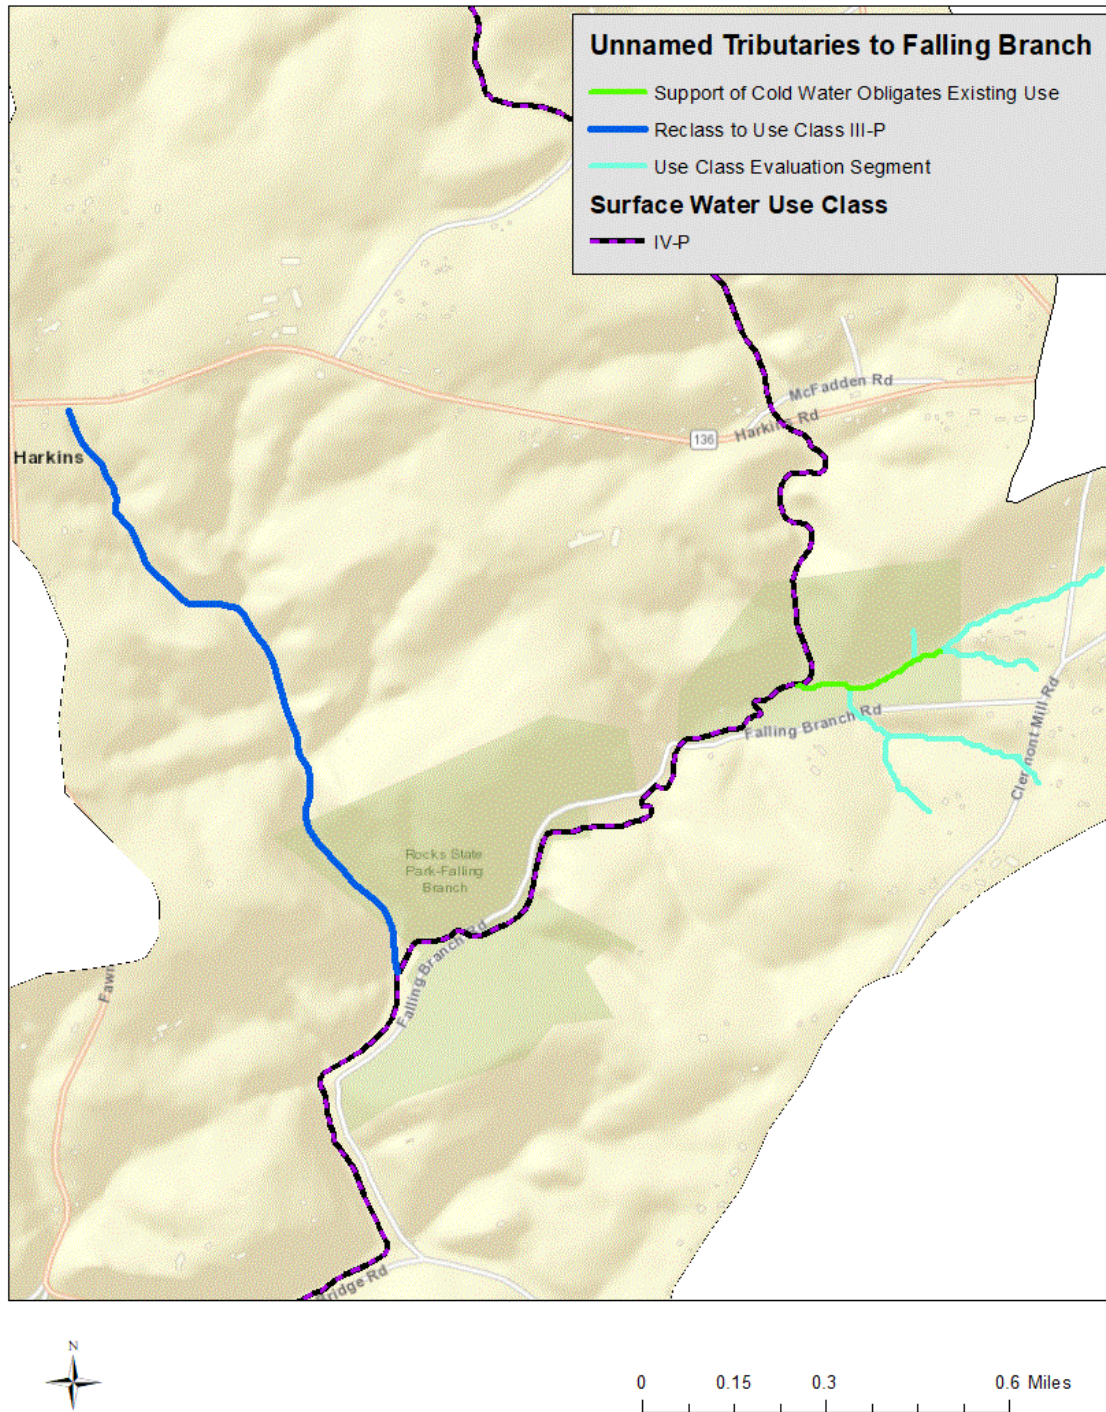 Unnamed Tributaries to Falling Branch
Support of Cold Water Obligates Existing Use
Reclass to Use Class III-P
Use Class Evaluation Segment
Surface Water Use Class
IV-P
McFadden Rd
Harkins Rd
136
Harkins
Falling Branch Rd
Clermont Mill Rd
Rocks State
Park-Falling
Branch
Falling Branch Rd
Fawn
Bridge Rd
N
0 0.15 0.3 0.6 Miles